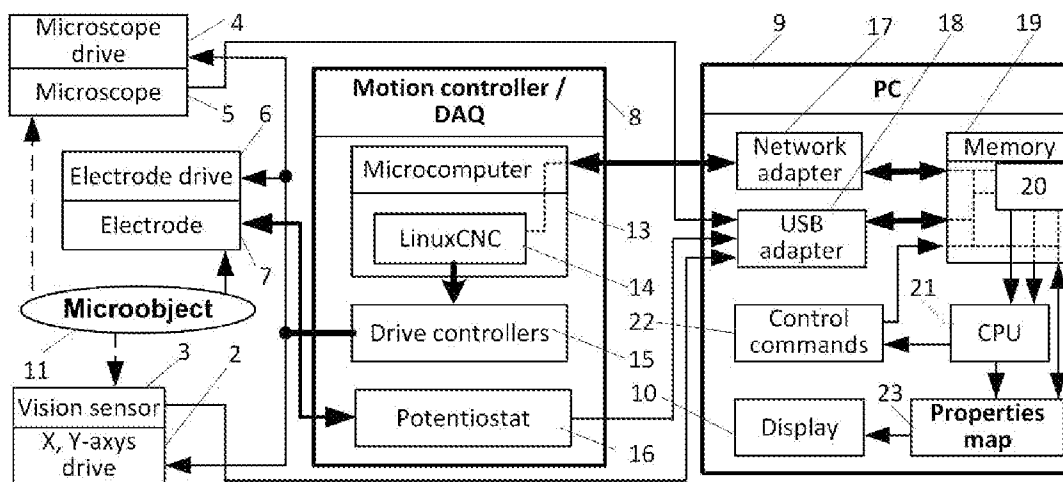 4
17
18
19
Microscope
drive
9
Microscope
Motion controller /
DAQ
8
PC
5
6
Network
adapter
Memory
20
Microcomputer
Electrode drive
Electrode
USB
adapter
LinuxCNC
13
7
14
21
Microobject
22
Control
commands
CPU
Drive controllers
11
3
2
15
10
23
Vision sensor
Potentiostat
Display
Properties
map
X, Y-axys
drive
16